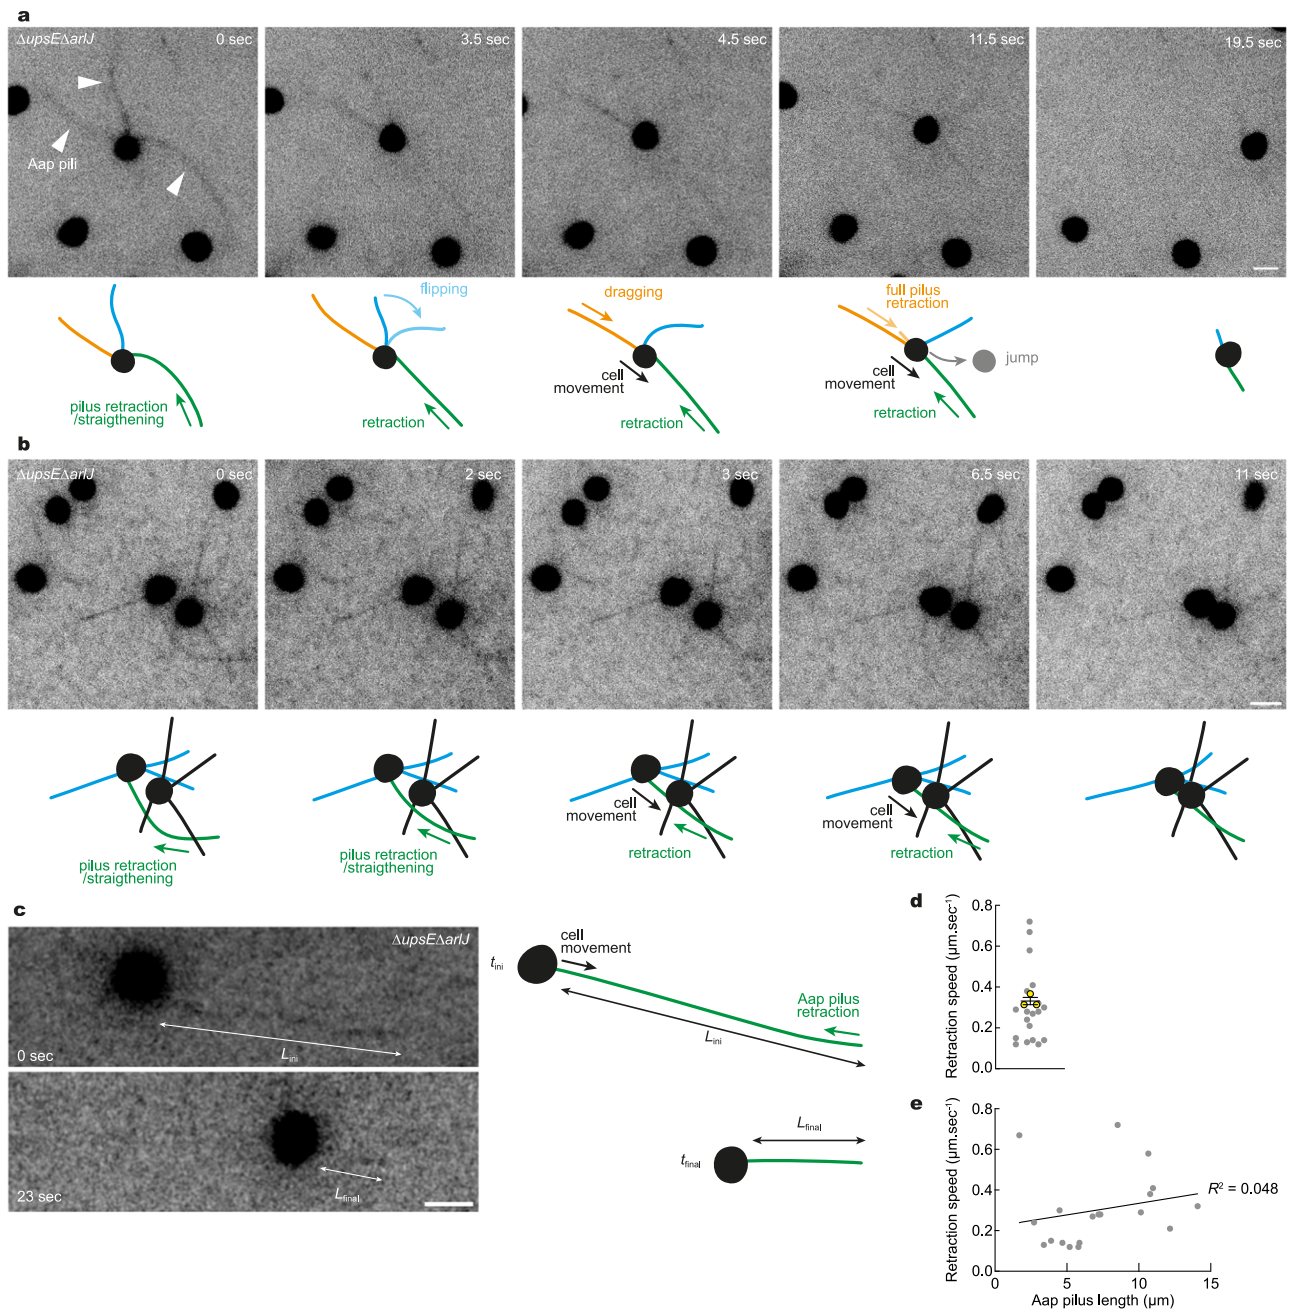 a
ΔupsEΔarlJ
0 sec
3.5 sec
4.5 sec
11.5 sec
19.5 sec
Aap pili
flipping
dragging
full pilus
retraction
jump
cell
movement
cell
movement
pilus retraction
/straigthening
retraction
retraction
retraction
b
ΔupsEΔarlJ
0 sec
2 sec
3 sec
6.5 sec
11 sec
cell
movement
cell
movement
pilus retraction
/straigthening
pilus retraction
/straigthening
retraction
retraction
c
ΔupsEΔarlJ
0 sec
Lini
23 sec
Lfinal
tini
cell
movement
Aap pilus
retraction
Lini
Lfinal
tfinal
d
Retraction speed (µm.sec-1)
0.8
0.6
0.4
0.2
0.0
e
Retraction speed (µm.sec-1)
0.8
0.6
0.4
0.2
0.0
R2 = 0.048
0
5
10
15
Aap pilus length (µm)